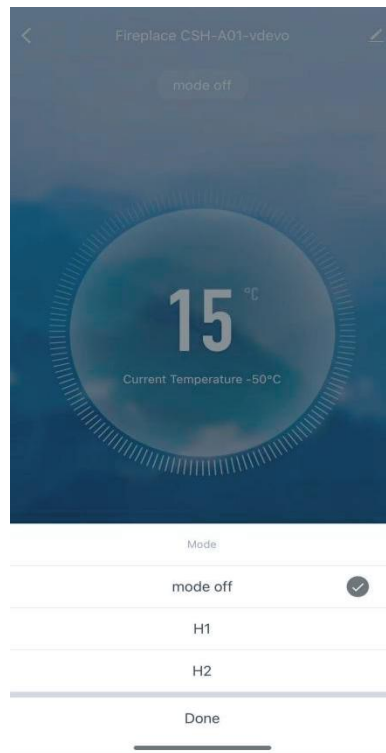 Fireplace CSH-A01-vdevo
mode off
15 °C
Current Temperature -50°C
Mode
mode off
H1
H2
Done